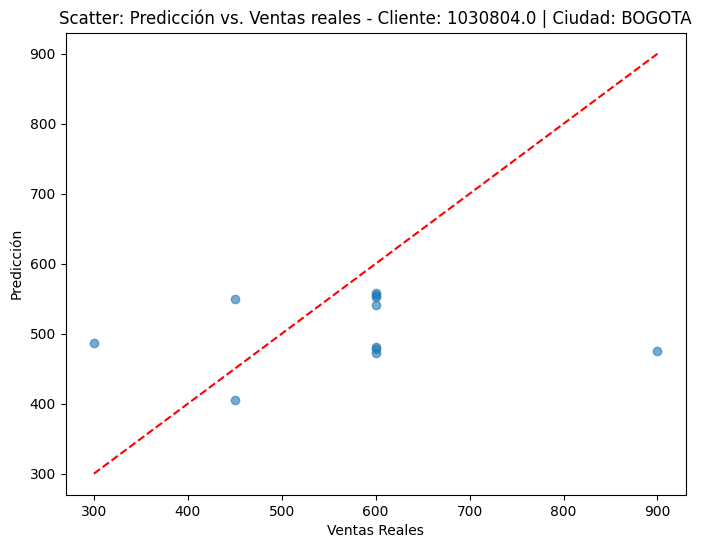 Scatter: Predicción vs. Ventas reales - Cliente: 1030804.0 | Ciudad: BOGOTA
Predicción
900
800
700
600
500
400
300
300 400 500 600 700 800 900
Ventas Reales